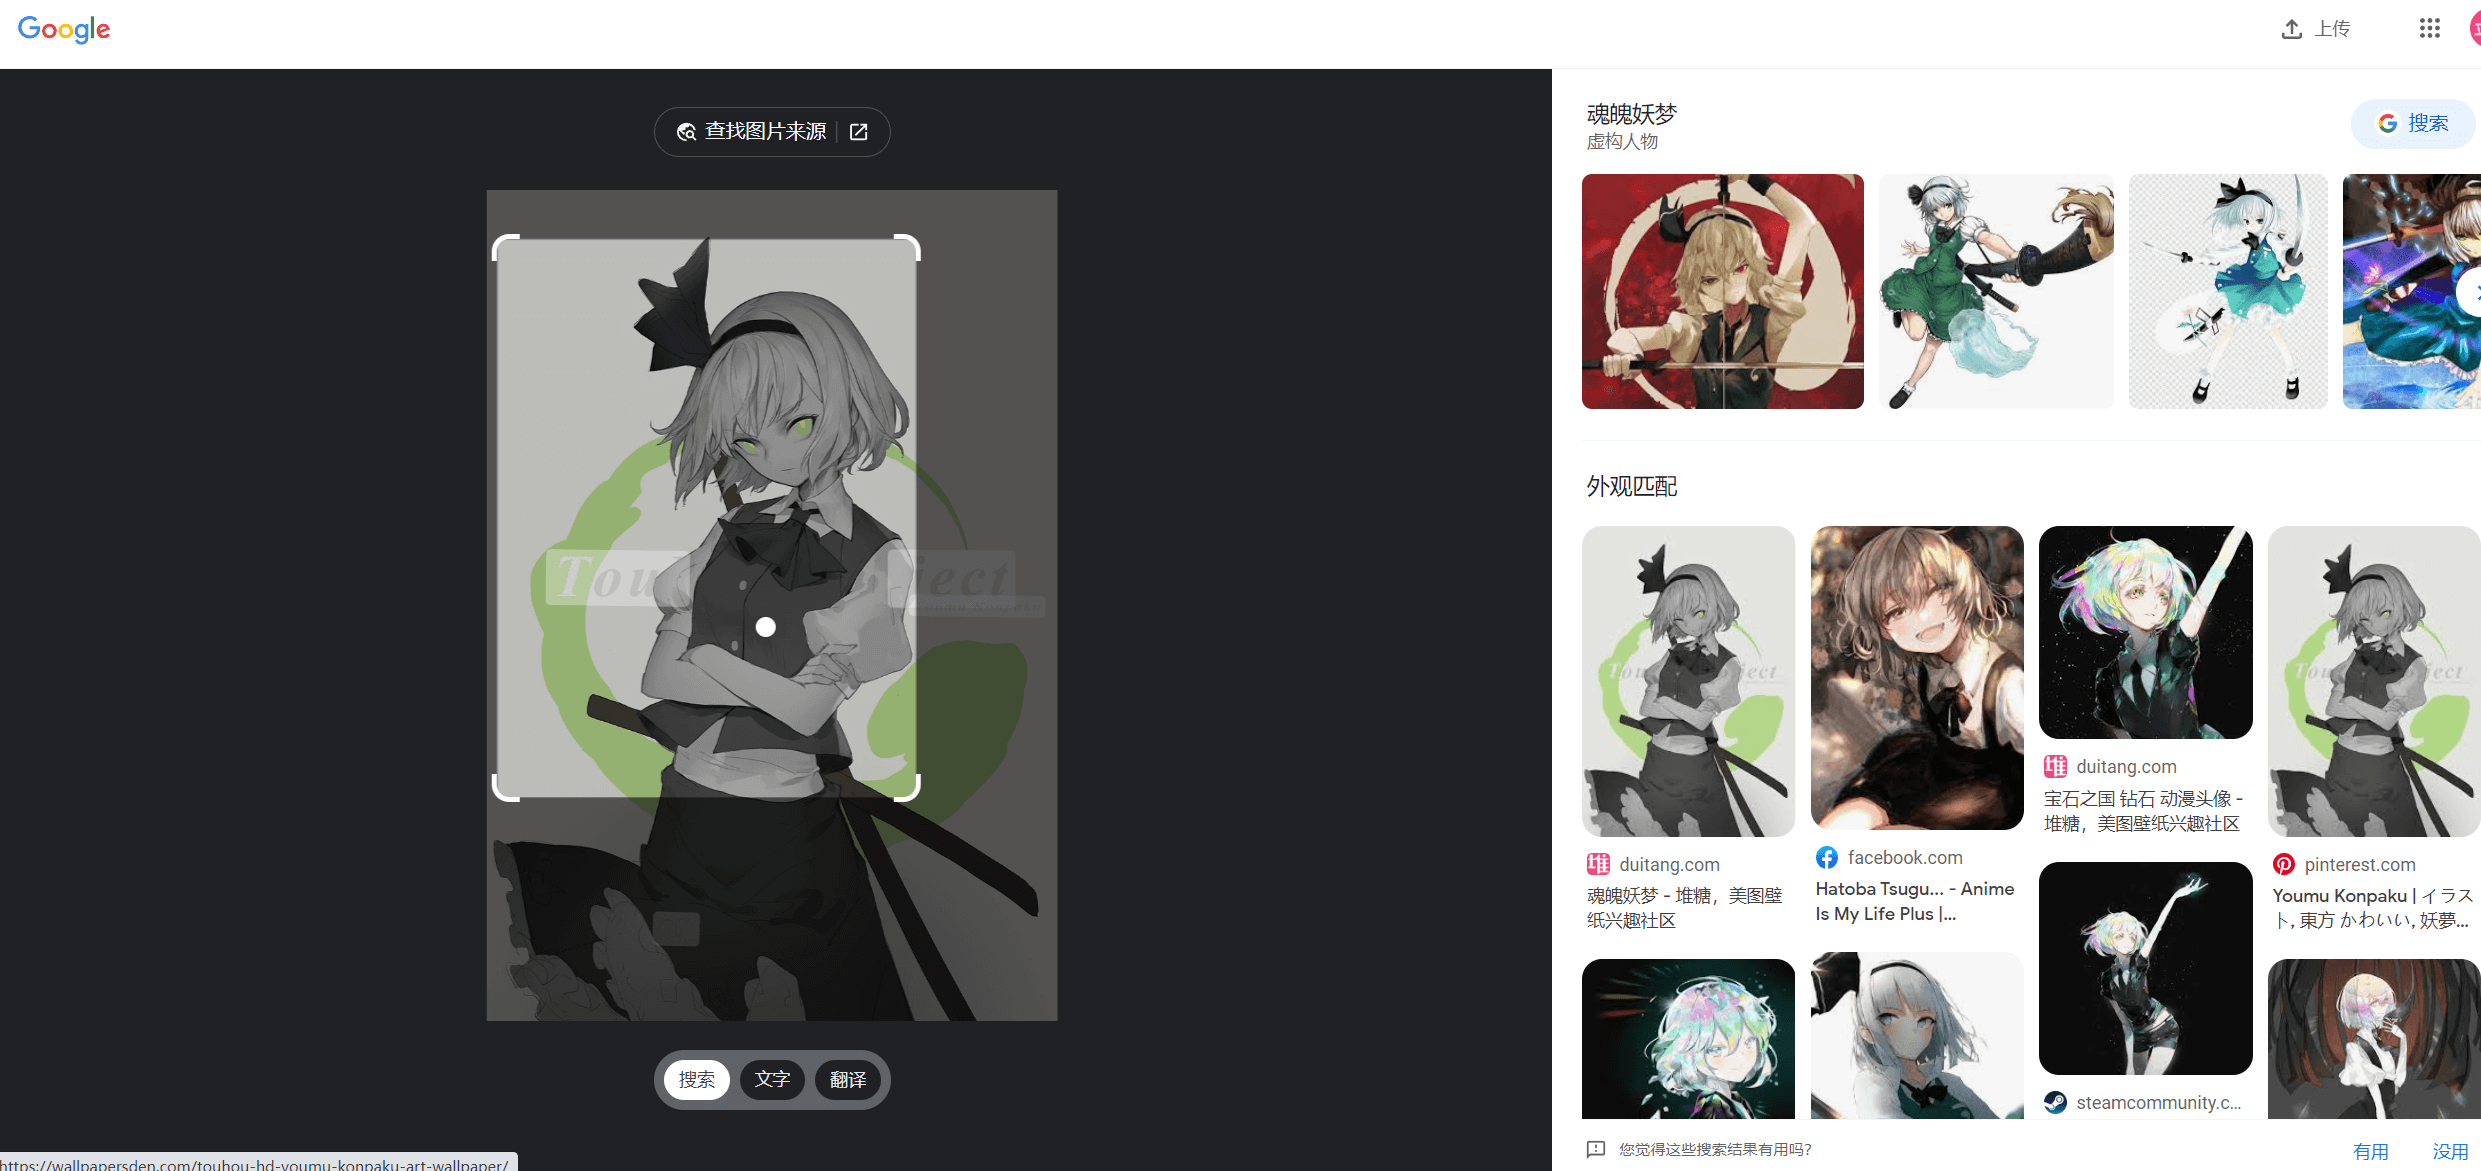 Google
上传
查找图片来源
魂魄妖梦
虚构人物
搜索
外观匹配
duitang.com
魂魄妖梦 - 堆糖，美图壁
纸兴趣社区
facebook.com
Hatoba Tsugu... - Anime
Is My Life Plus |...
duitang.com
宝石之国 钻石 动漫头像 -
堆糖，美图壁纸兴趣社区
pinterest.com
Youmu Konpaku | イラス
ト, 東方 かわいい, 妖夢...
steamcommunity.c...
搜索
文字
翻译
您觉得这些搜索结果有用吗?
有用
没用
https://wallpapersden.com/touhou-hd-youmu-konpaku-art-wallpaper/